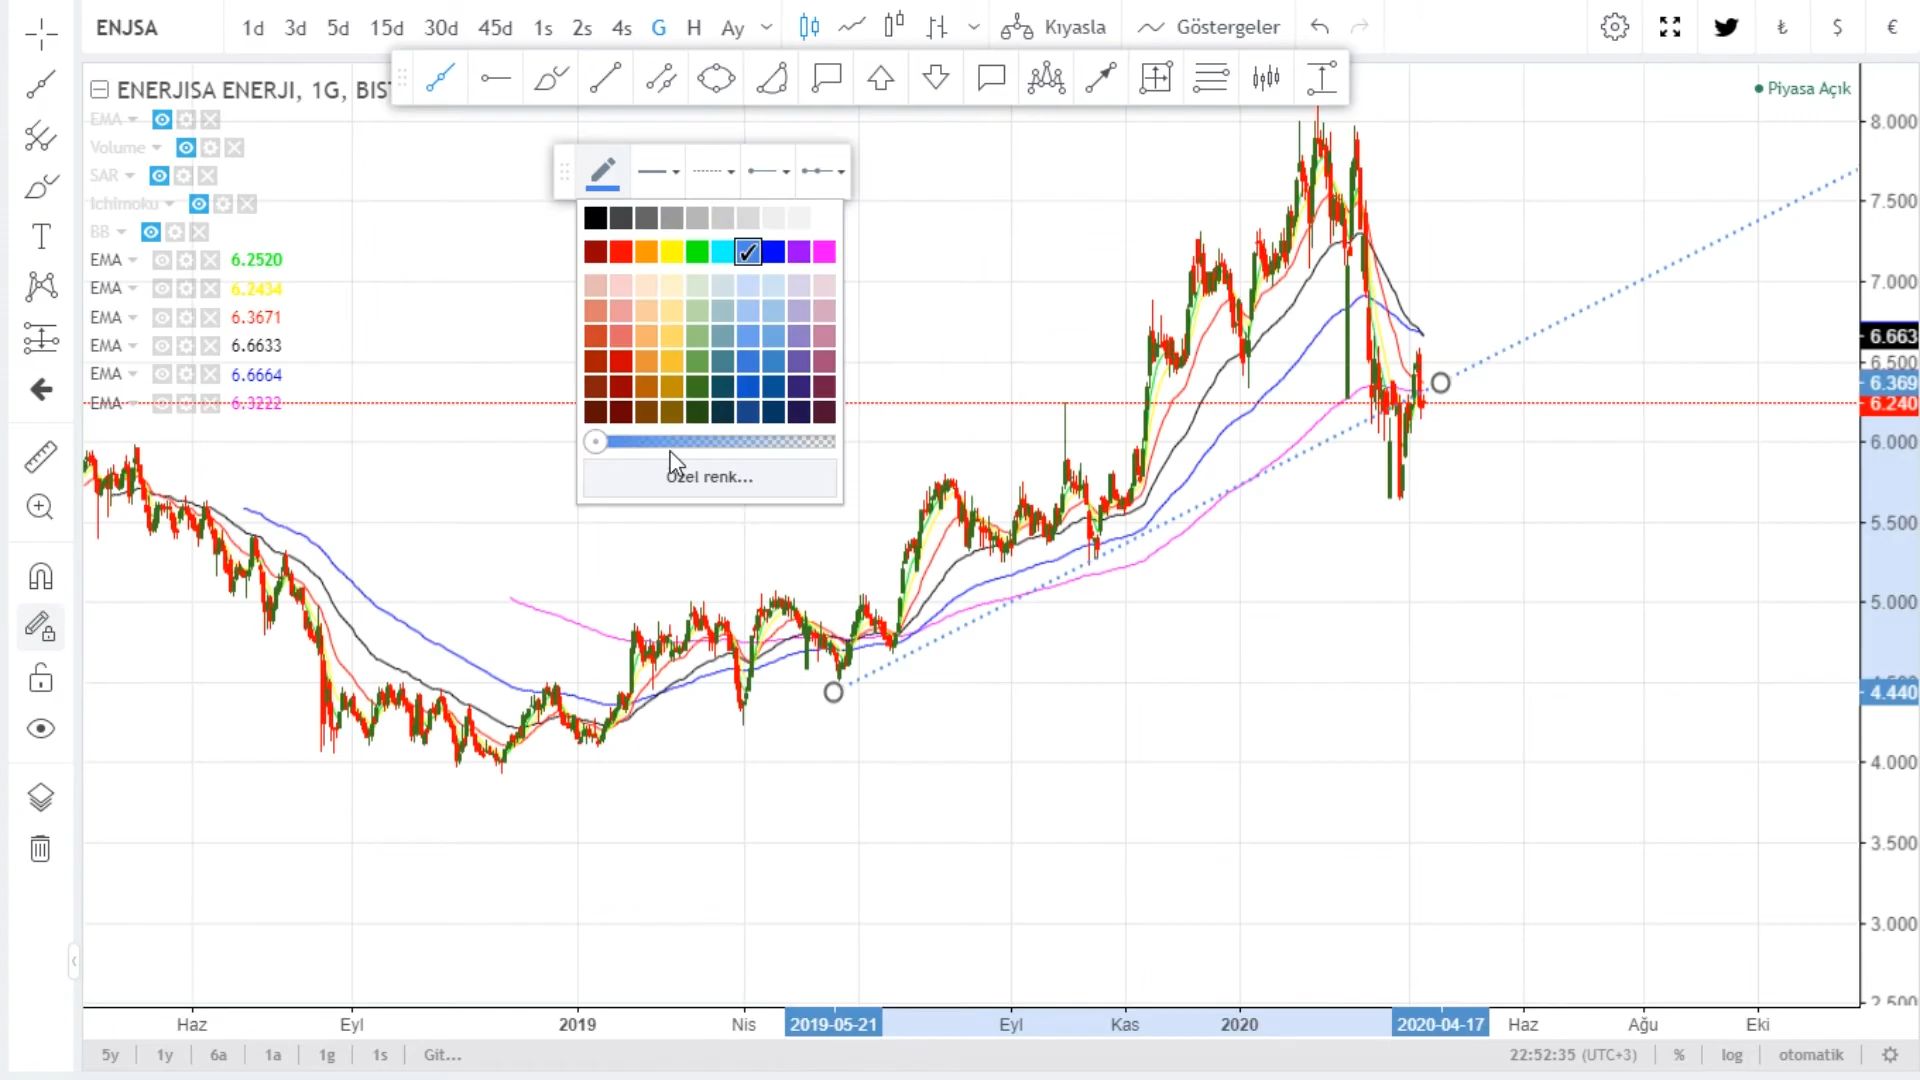 ENJSA 1d 3d 5d 15d 30d 45d 1s 2s 4s G H Ay Kıyasla Göstergeler ₺ $ €
ENERJISA ENERJI, 1G, BIS
Piyasa Açık
EMA
Volume
SAR
Ichimoku
BB
EMA 6.2520
EMA 6.2434
EMA 6.3671
EMA 6.6633
EMA 6.6664
EMA 6.3222
Özel renk...
8.000
7.500
7.000
6.663
6.500
6.369
6.240
6.000
5.500
5.000
4.440
4.000
3.500
3.000
2.500
Haz Eyl 2019 Nis 2019-05-21 Eyl Kas 2020 2020-04-17 Haz Ağu Eki
5y 1y 6a 1a 1g 1s Git... 22:52:35 (UTC+3) % log otomatik